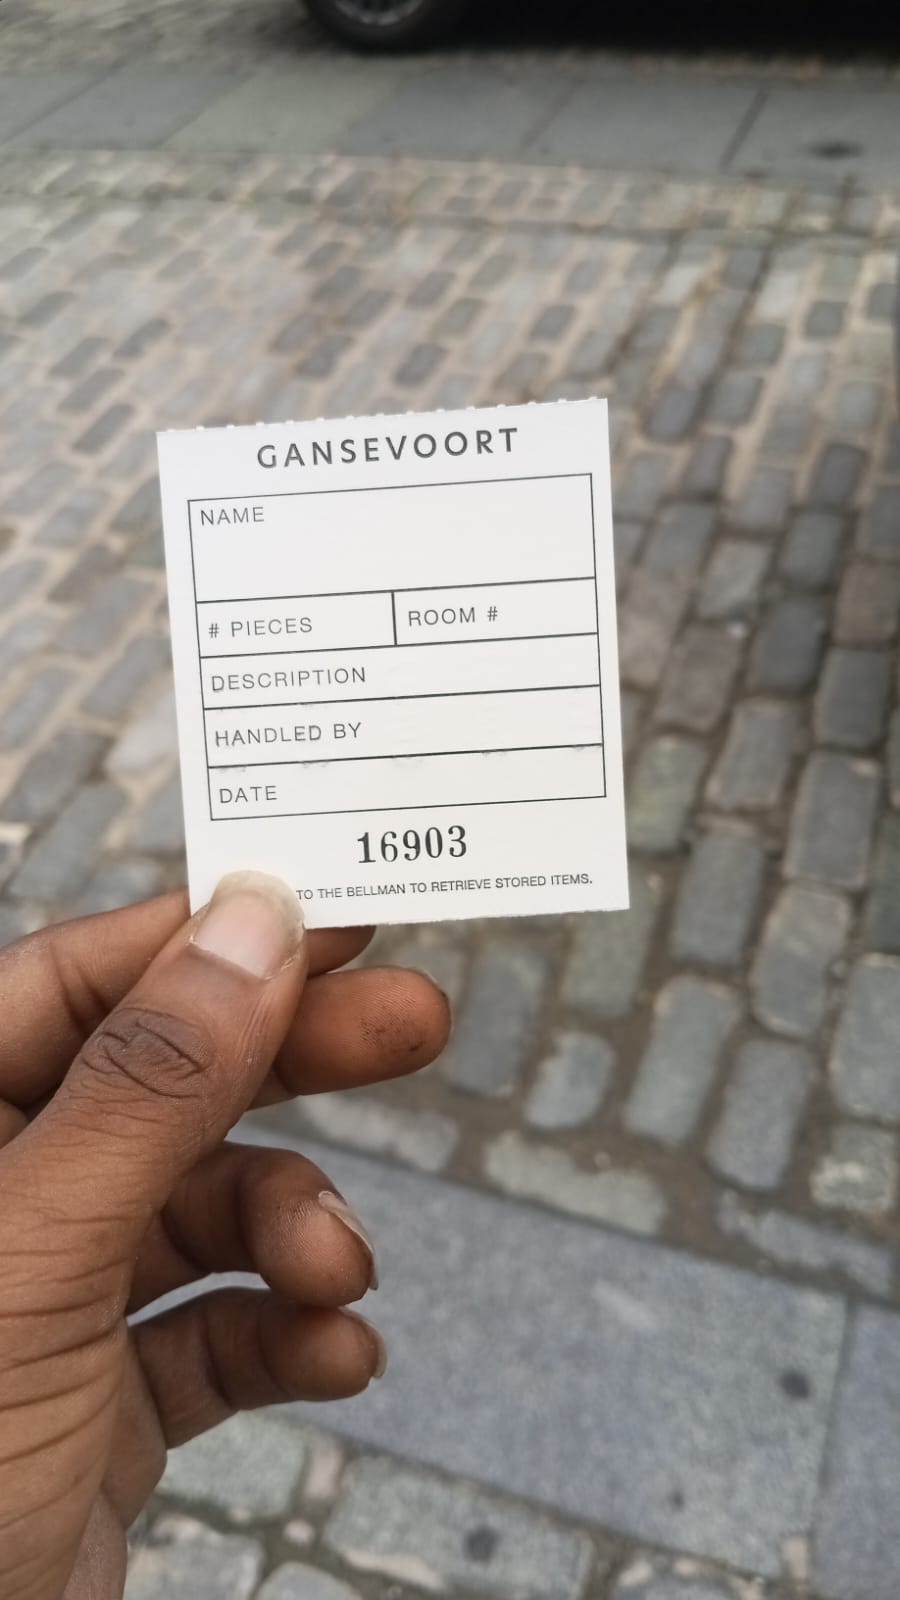 GANSEVOORT
NAME
# PIECES
ROOM #
DESCRIPTION
HANDLED BY
DATE
16903
TO THE BELLMAN TO RETRIEVE STORED ITEMS.